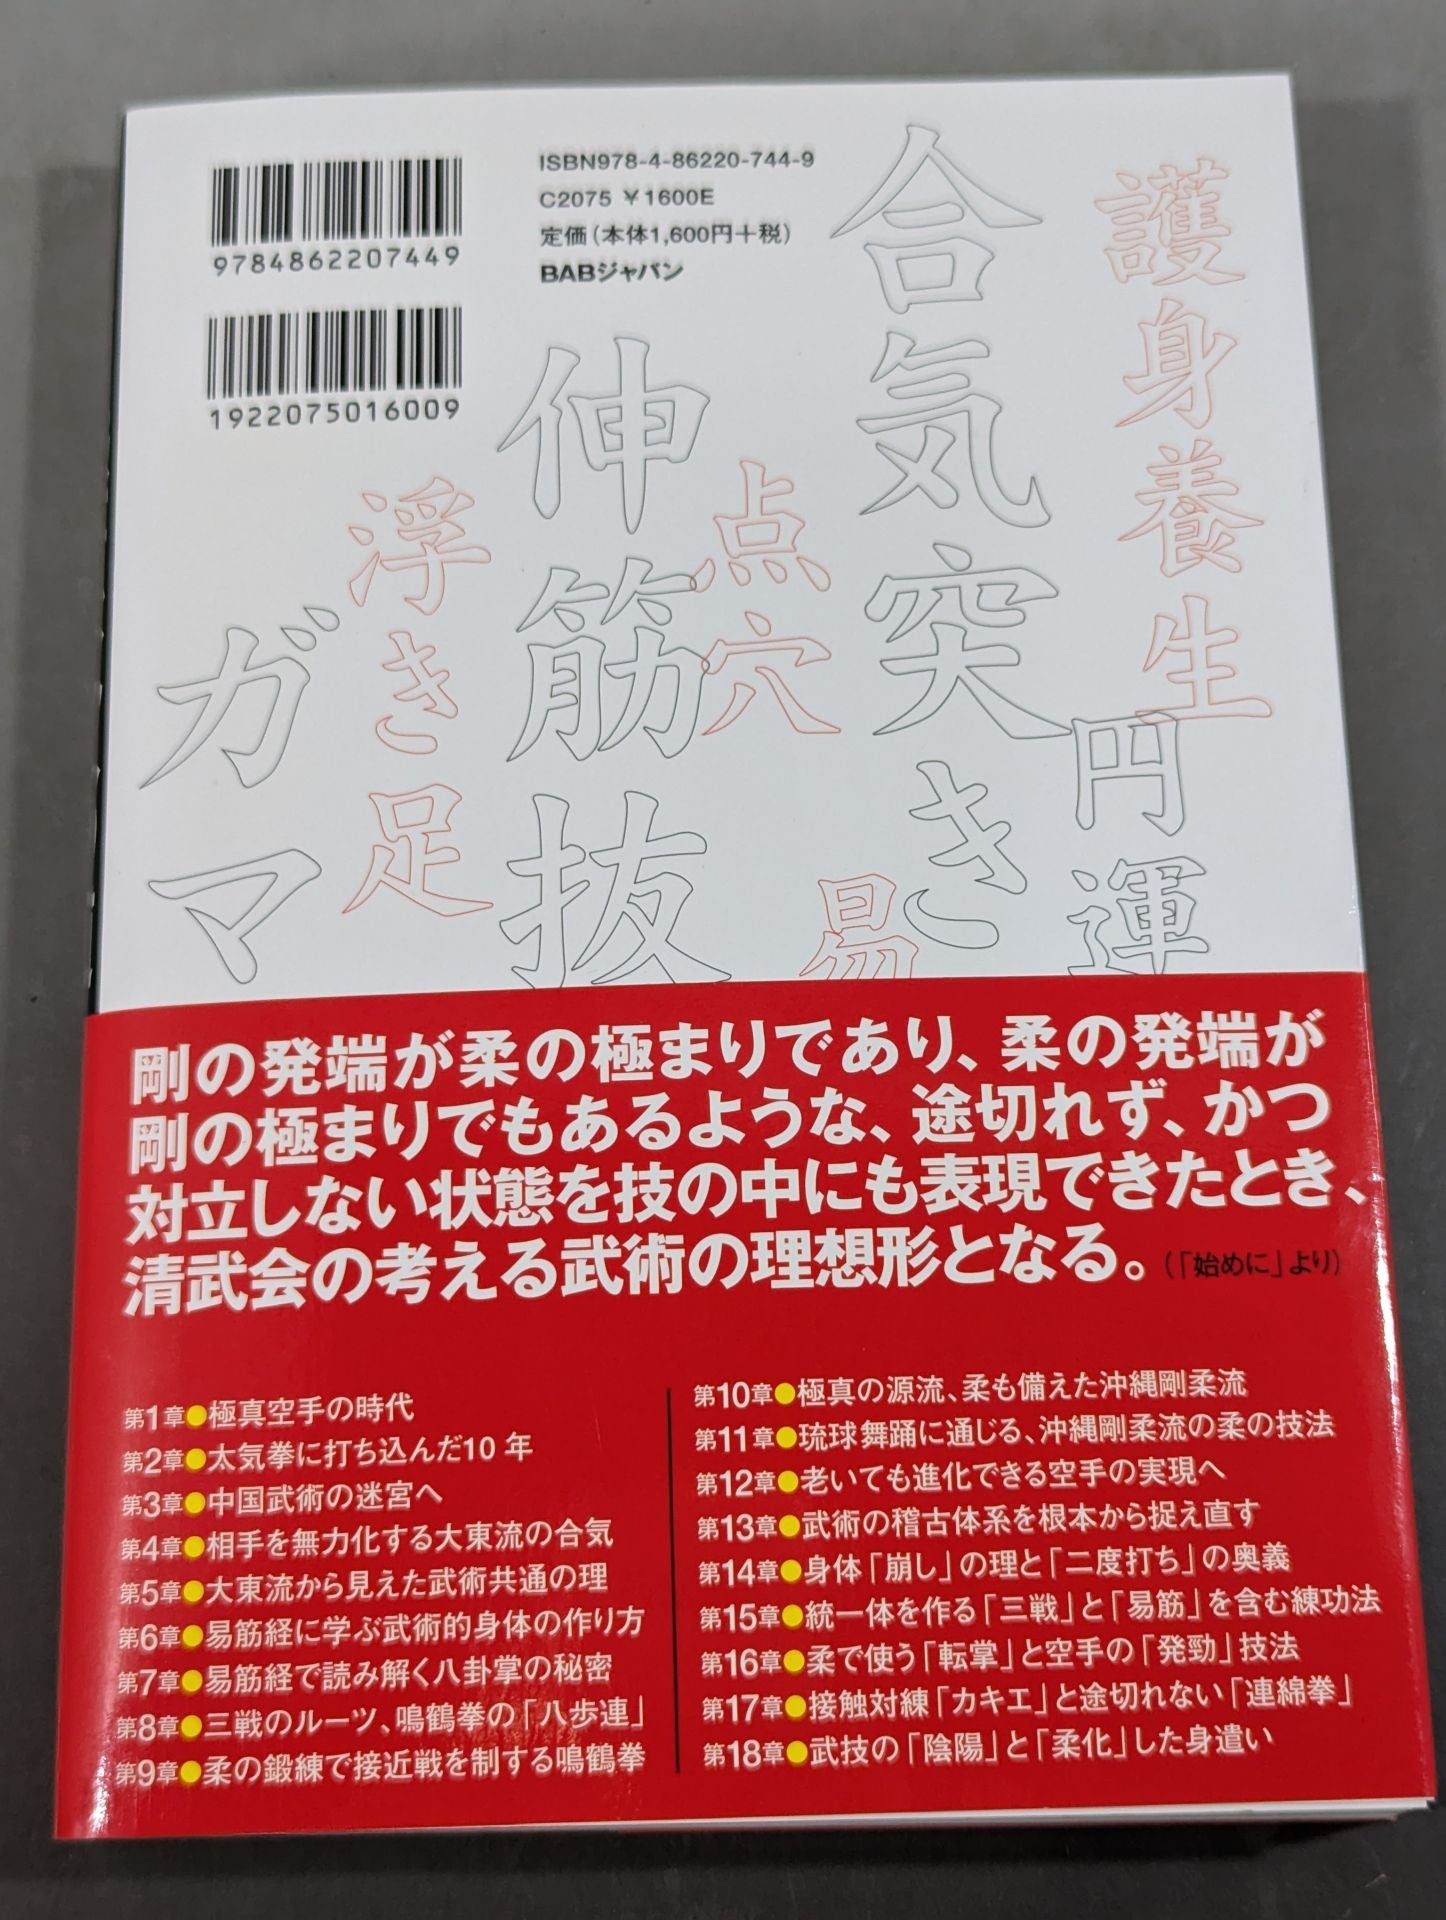 ISBN978-4-86220-744-9
C2075 ¥1600E
定価(本体1,600円+税)
BABジャパン
9784862207449
1922075016009
護身養生
円運
合気突き
易
点穴
伸筋抜
浮き足
ガマ
剛の発端が柔の極まりであり、柔の発端が
剛の極まりでもあるような、途切れず、かつ
対立しない状態を技の中にも表現できたとき、
清武会の考える武術の理想形となる。(「始めに」より)
第1章●極真空手の時代
第2章●太気拳に打ち込んだ10年
第3章●中国武術の迷宮へ
第4章●相手を無力化する大東流の合気
第5章●大東流から見えた武術共通の理
第6章●易筋経に学ぶ武術的身体の作り方
第7章●易筋経で読み解く八卦掌の秘密
第8章●三戦のルーツ、鳴鶴拳の「八歩連」
第9章●柔の鍛練で接近戦を制する鳴鶴拳
第10章●極真の源流、柔も備えた沖縄剛柔流
第11章●琉球舞踊に通じる、沖縄剛柔流の柔の技法
第12章●老いても進化できる空手の実現へ
第13章●武術の稽古体系を根本から捉え直す
第14章●身体「崩し」の理と「二度打ち」の奥義
第15章●統一体を作る「三戦」と「易筋」を含む練功法
第16章●柔で使う「転掌」と空手の「発勁」技法
第17章●接触対練「カキエ」と途切れない「連綿拳」
第18章●武技の「陰陽」と「柔化」した身遣い